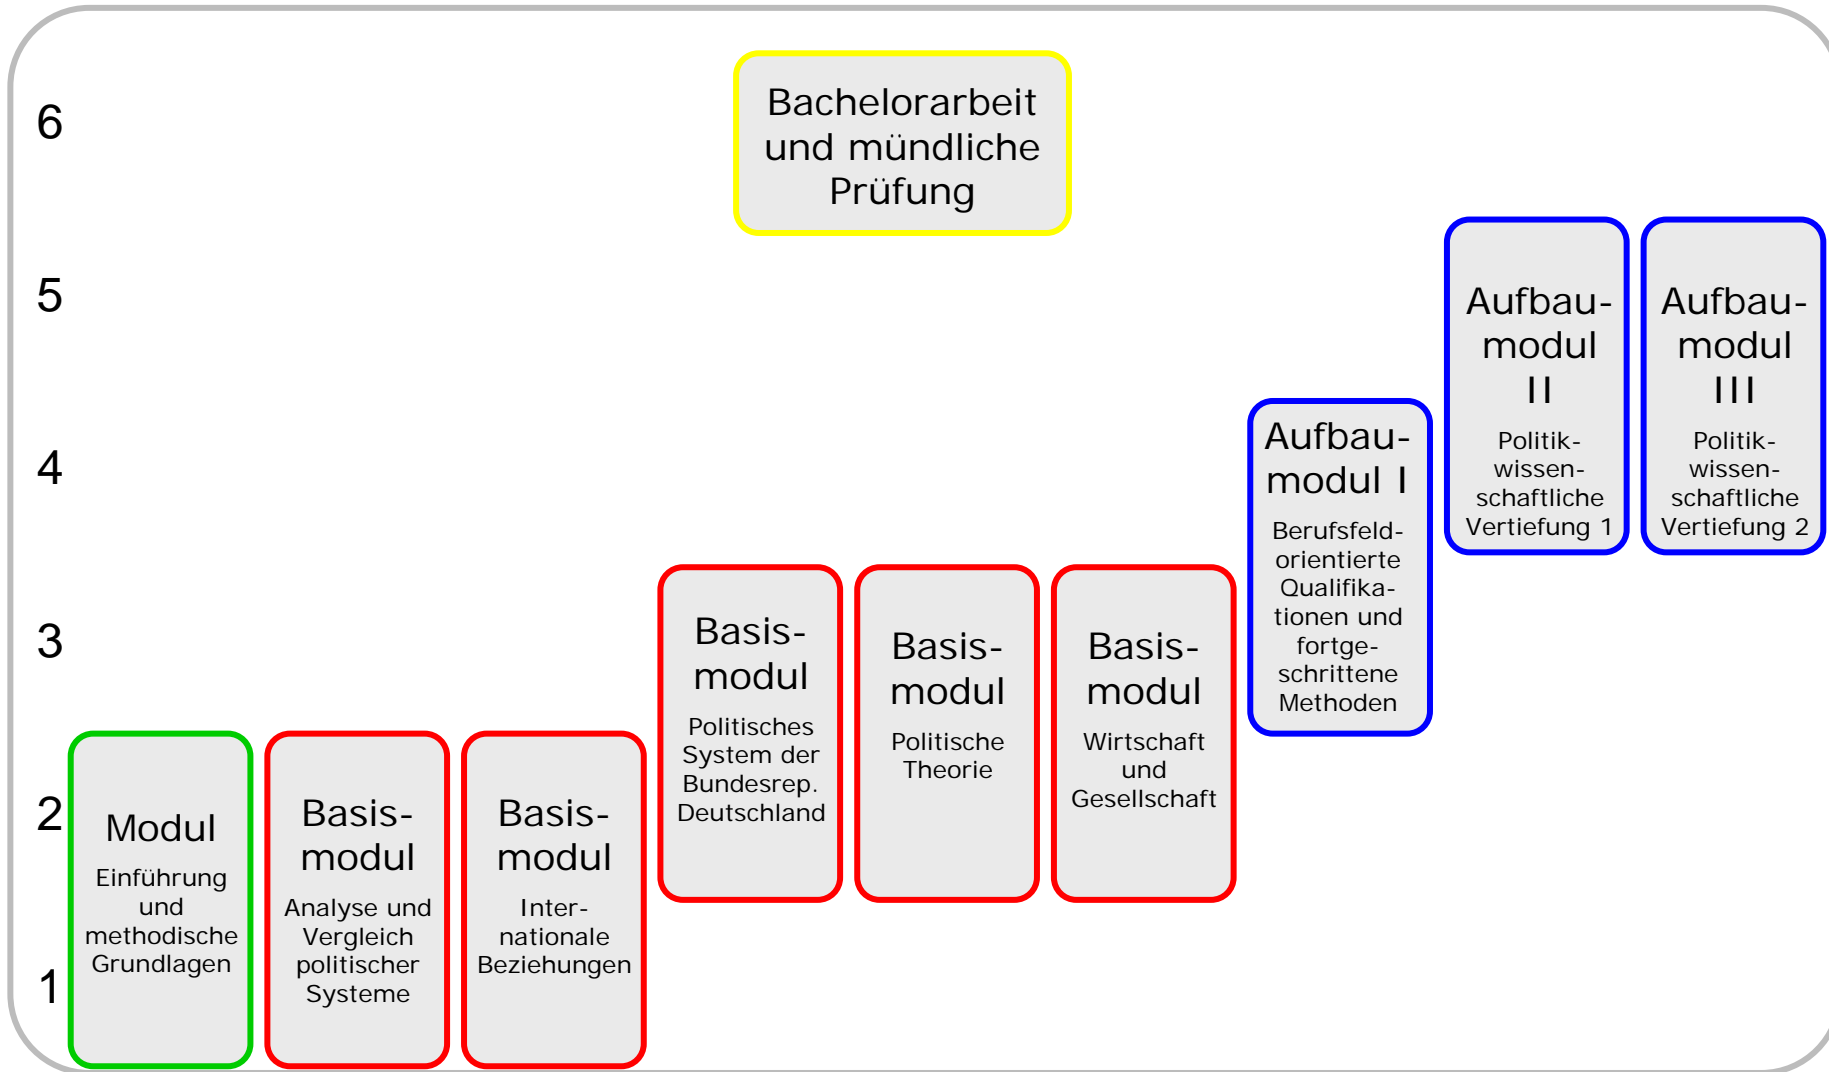 6
Bachelorarbeit
und mündliche
Prüfung
5
Aufbau-
modul
II
Politik-
wissen-
schaftliche
Vertiefung 1
Aufbau-
modul
III
Politik-
wissen-
schaftliche
Vertiefung 2
4
Aufbau-
modul I
Berufsfeld-
orientierte
Qualifika-
tionen und
fortge-
schrittene
Methoden
3
Basis-
modul
Politisches
System der
Bundesrep.
Deutschland
Basis-
modul
Politische
Theorie
Basis-
modul
Wirtschaft
und
Gesellschaft
2
Modul
Einführung
und
methodische
Grundlagen
Basis-
modul
Analyse und
Vergleich
politischer
Systeme
Basis-
modul
Inter-
nationale
Beziehungen
1